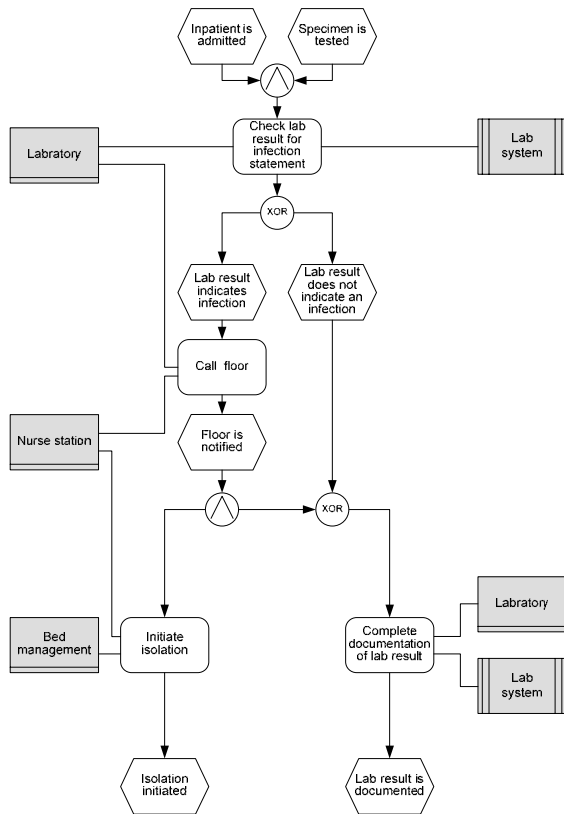 Inpatient is
admitted
Specimen is
tested
Check lab
result for
infection
statement
Labratory
Lab
system
XOR
Lab result
indicates
infection
Lab result
does not
indicate an
infection
Call floor
Nurse station
Floor is
notified
XOR
Labratory
Bed
management
Initiate
isolation
Complete
documentation
of lab result
Lab
system
Isolation
initiated
Lab result is
documented